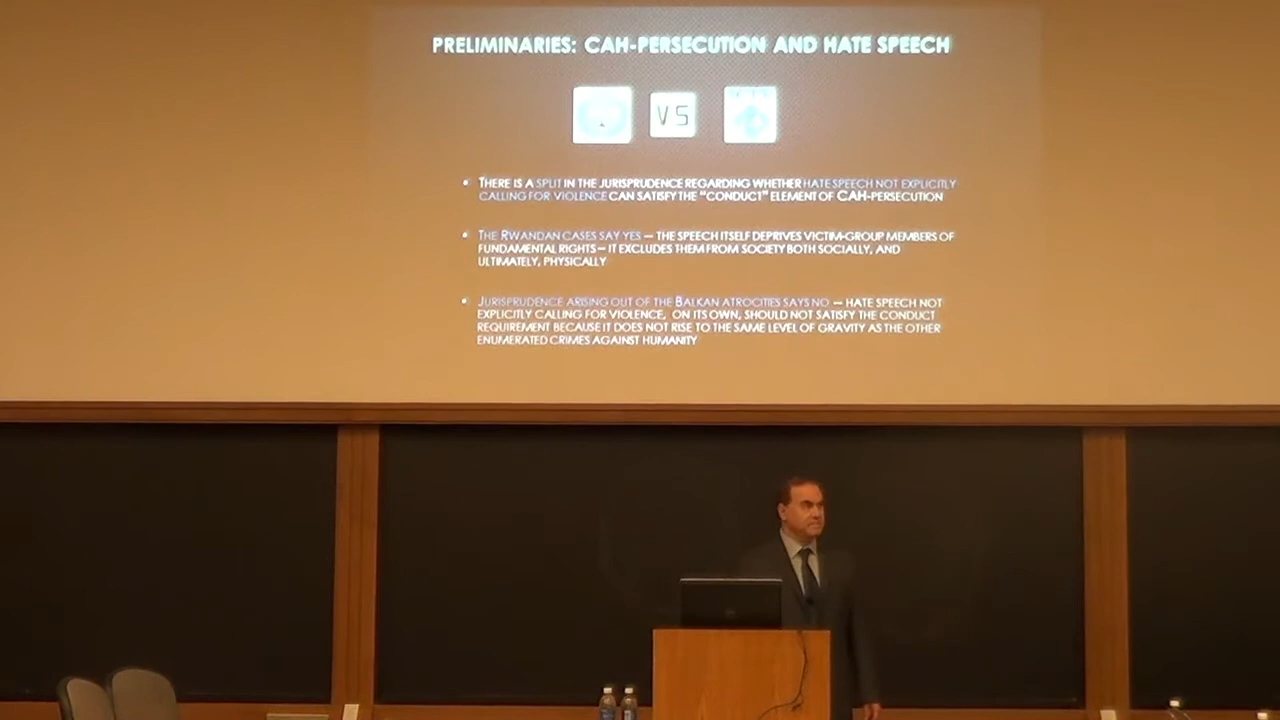 PRELIMINARIES: CAH-PERSECUTION AND HATE SPEECH
VS
• THERE IS A SPLIT IN THE JURISPRUDENCE REGARDING WHETHER HATE SPEECH NOT EXPLICITLY
CALLING FOR VIOLENCE CAN SATISFY THE "CONDUCT" ELEMENT OF CAH-PERSECUTION
• THE RWANDAN CASES SAY YES – THE SPEECH ITSELF DEPRIVES VICTIM-GROUP MEMBERS OF
FUNDAMENTAL RIGHTS – IT EXCLUDES THEM FROM SOCIETY BOTH SOCIALLY, AND
ULTIMATELY, PHYSICALLY
• JURISPRUDENCE ARISING OUT OF THE BALKAN ATROCITIES SAYS NO – HATE SPEECH NOT
EXPLICITLY CALLING FOR VIOLENCE, ON ITS OWN, SHOULD NOT SATISFY THE CONDUCT
REQUIREMENT BECAUSE IT DOES NOT RISE TO THE SAME LEVEL OF GRAVITY AS THE OTHER
ENUMERATED CRIMES AGAINST HUMANITY